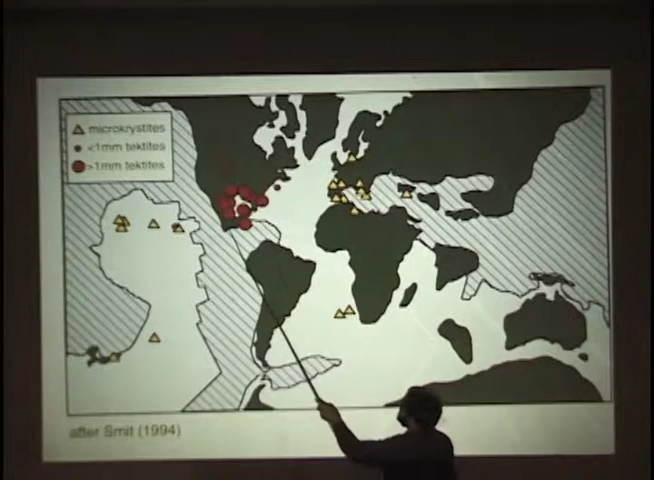 microkrystites
<1mm tektites
>1mm tektites
after Smit (1994)